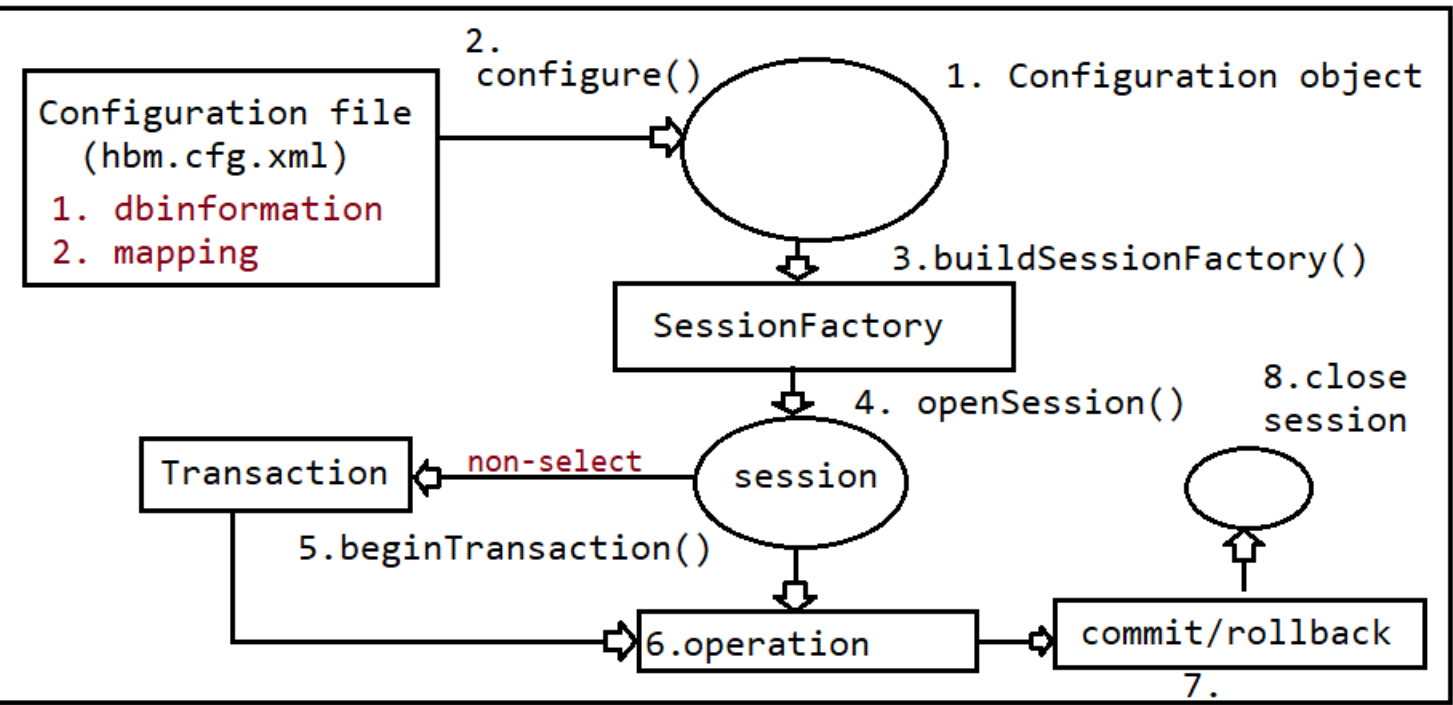 2.
configure()
1. Configuration object
Configuration file
(hbm.cfg.xml)
1. dbinformation
2. mapping
3.buildSessionFactory()
SessionFactory
4. openSession()
8.close
session
Transaction
non-select
session
5.beginTransaction()
6.operation
commit/rollback
7.